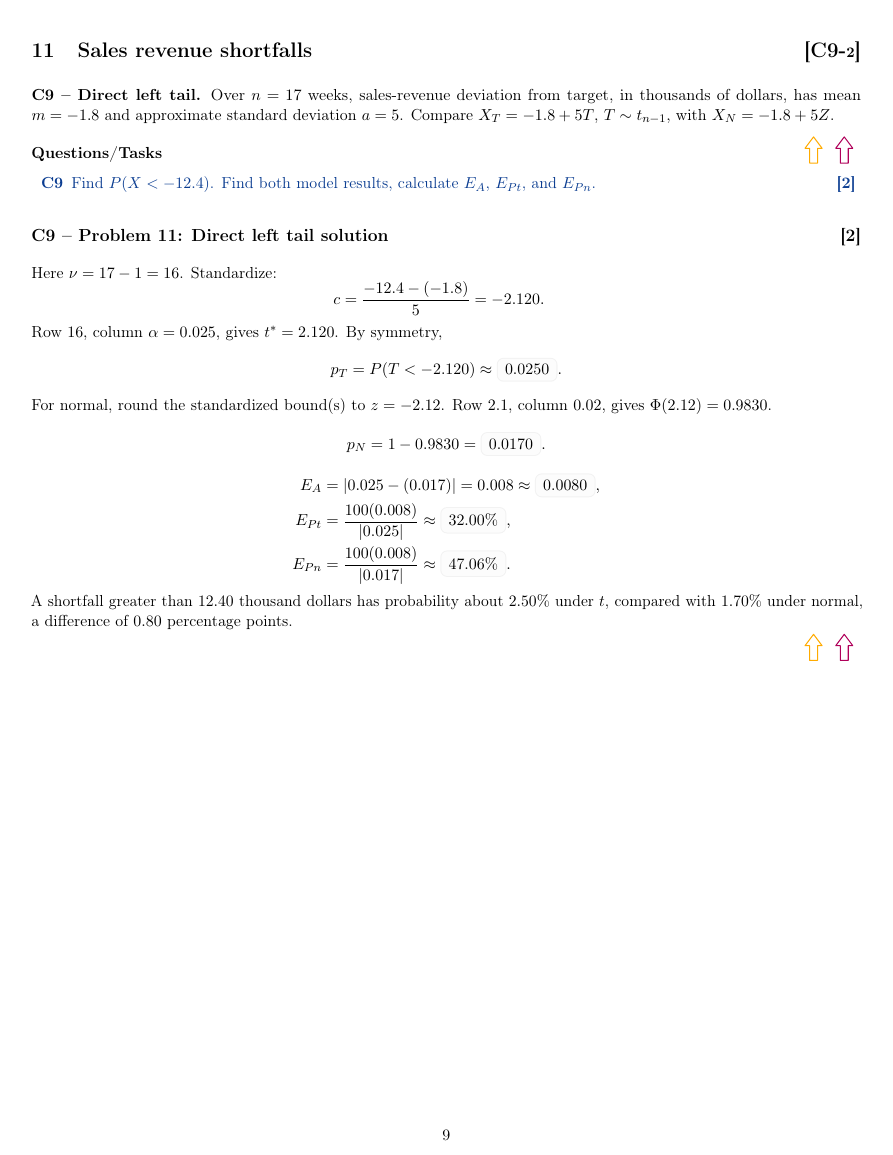 11 Sales revenue shortfalls [C9-2]
C9 – Direct left tail. Over n = 17 weeks, sales-revenue deviation from target, in thousands of dollars, has mean
m = −1.8 and approximate standard deviation a = 5. Compare X_T = −1.8 + 5T, T ∼ t_{n−1}, with X_N = −1.8 + 5Z.
Questions/Tasks
C9 Find P(X < −12.4). Find both model results, calculate E_A, E_{Pt}, and E_{Pn}. [2]
C9 – Problem 11: Direct left tail solution [2]
Here ν = 17 − 1 = 16. Standardize:
c = \frac{−12.4 − (−1.8)}{5} = −2.120.
Row 16, column α = 0.025, gives t* = 2.120. By symmetry,
p_T = P(T < −2.120) ≈ 0.0250 .
For normal, round the standardized bound(s) to z = −2.12. Row 2.1, column 0.02, gives Φ(2.12) = 0.9830.
p_N = 1 − 0.9830 = 0.0170 .
E_A = |0.025 − (0.017)| = 0.008 ≈ 0.0080 ,
E_{Pt} = \frac{100(0.008)}{|0.025|} ≈ 32.00% ,
E_{Pn} = \frac{100(0.008)}{|0.017|} ≈ 47.06% .
A shortfall greater than 12.40 thousand dollars has probability about 2.50% under t, compared with 1.70% under normal,
a difference of 0.80 percentage points.
9